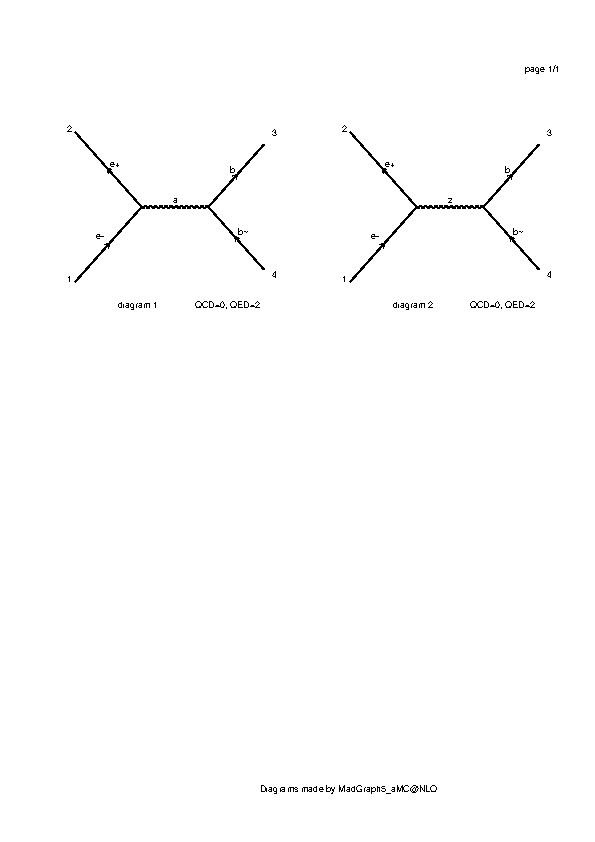 page 1/1
2 3 2 3
e+ b e+ b
a z
e- b~ e- b~
1 4 1 4
diagram 1 QCD=0, QED=2 diagram 2 QCD=0, QED=2
Diagrams made by MadGraph5_aMC@NLO